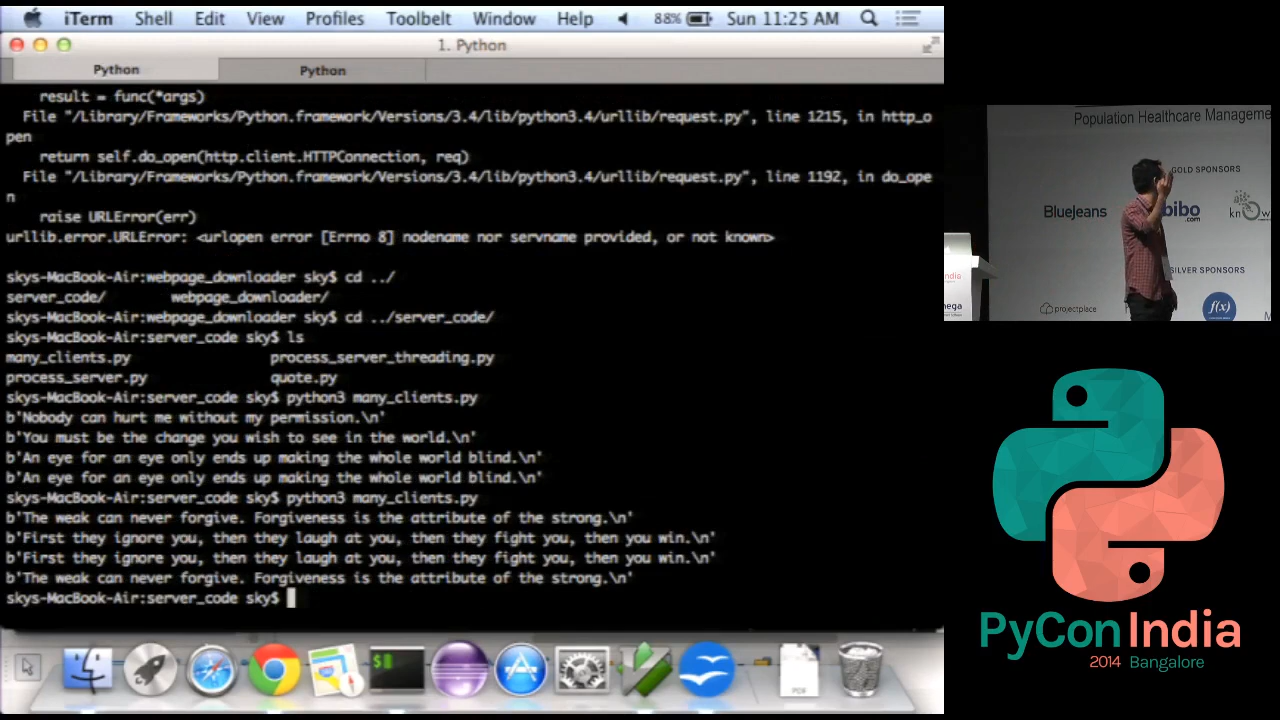 iTerm Shell Edit View Profiles Toolbelt Window Help 88% Sun 11:25 AM
1. Python
Python Python
result = func(*args)
File "/Library/Frameworks/Python.framework/Versions/3.4/lib/python3.4/urllib/request.py", line 1215, in http_o
pen
return self.do_open(http.client.HTTPConnection, req)
File "/Library/Frameworks/Python.framework/Versions/3.4/lib/python3.4/urllib/request.py", line 1192, in do_ope
n
raise URLError(err)
urllib.error.URLError: <urlopen error [Errno 8] nodename nor servname provided, or not known>
skys-MacBook-Air:webpage_downloader sky$ cd ../
server_code/ webpage_downloader/
skys-MacBook-Air:webpage_downloader sky$ cd ../server_code/
skys-MacBook-Air:server_code sky$ ls
many_clients.py process_server_threading.py
process_server.py quote.py
skys-MacBook-Air:server_code sky$ python3 many_clients.py
b'Nobody can hurt me without my permission.\n'
b'You must be the change you wish to see in the world.\n'
b'An eye for an eye only ends up making the whole world blind.\n'
b'An eye for an eye only ends up making the whole world blind.\n'
skys-MacBook-Air:server_code sky$ python3 many_clients.py
b'The weak can never forgive. Forgiveness is the attribute of the strong.\n'
b'First they ignore you, then they laugh at you, then they fight you, then you win.\n'
b'First they ignore you, then they laugh at you, then they fight you, then you win.\n'
b'The weak can never forgive. Forgiveness is the attribute of the strong.\n'
skys-MacBook-Air:server_code sky$
PDF
Population Healthcare Manageme
GOLD SPONSORS
BlueJeans bibo.com knOw
SILVER SPONSORS
projectplace f(x)
India
nega
PyCon India
2014 Bangalore